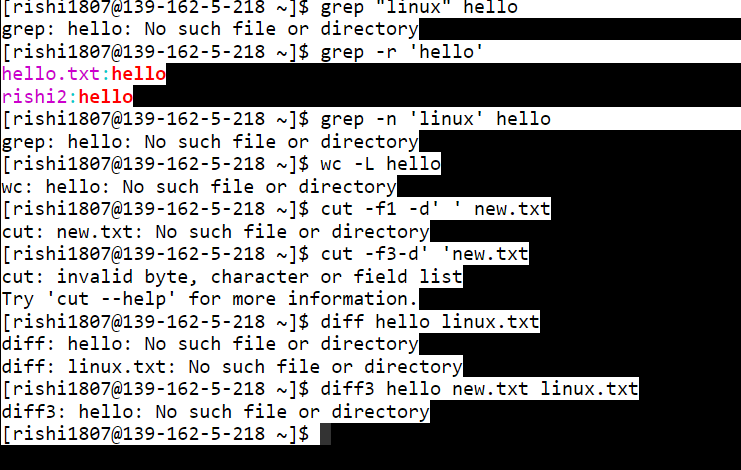 [rishi1807@139-162-5-218 ~]$ grep "linux" hello
grep: hello: No such file or directory
[rishi1807@139-162-5-218 ~]$ grep -r 'hello'
hello.txt:hello
rishi2:hello
[rishi1807@139-162-5-218 ~]$ grep -n 'linux' hello
grep: hello: No such file or directory
[rishi1807@139-162-5-218 ~]$ wc -L hello
wc: hello: No such file or directory
[rishi1807@139-162-5-218 ~]$ cut -f1 -d' ' new.txt
cut: new.txt: No such file or directory
[rishi1807@139-162-5-218 ~]$ cut -f3-d' 'new.txt
cut: invalid byte, character or field list
Try 'cut --help' for more information.
[rishi1807@139-162-5-218 ~]$ diff hello linux.txt
diff: hello: No such file or directory
diff: linux.txt: No such file or directory
[rishi1807@139-162-5-218 ~]$ diff3 hello new.txt linux.txt
diff3: hello: No such file or directory
[rishi1807@139-162-5-218 ~]$